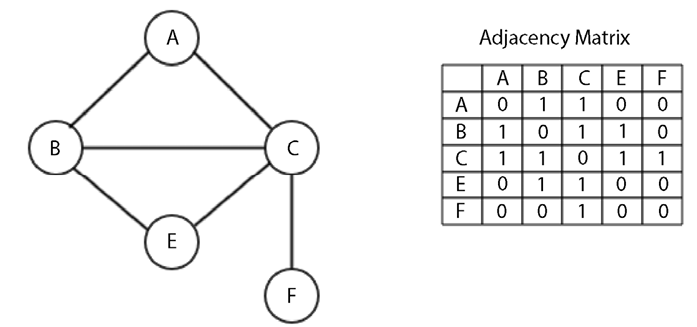 A
B
C
E
F
Adjacency Matrix
A B C E F
A 0 1 1 0 0
B 1 0 1 1 0
C 1 1 0 1 1
E 0 1 1 0 0
F 0 0 1 0 0